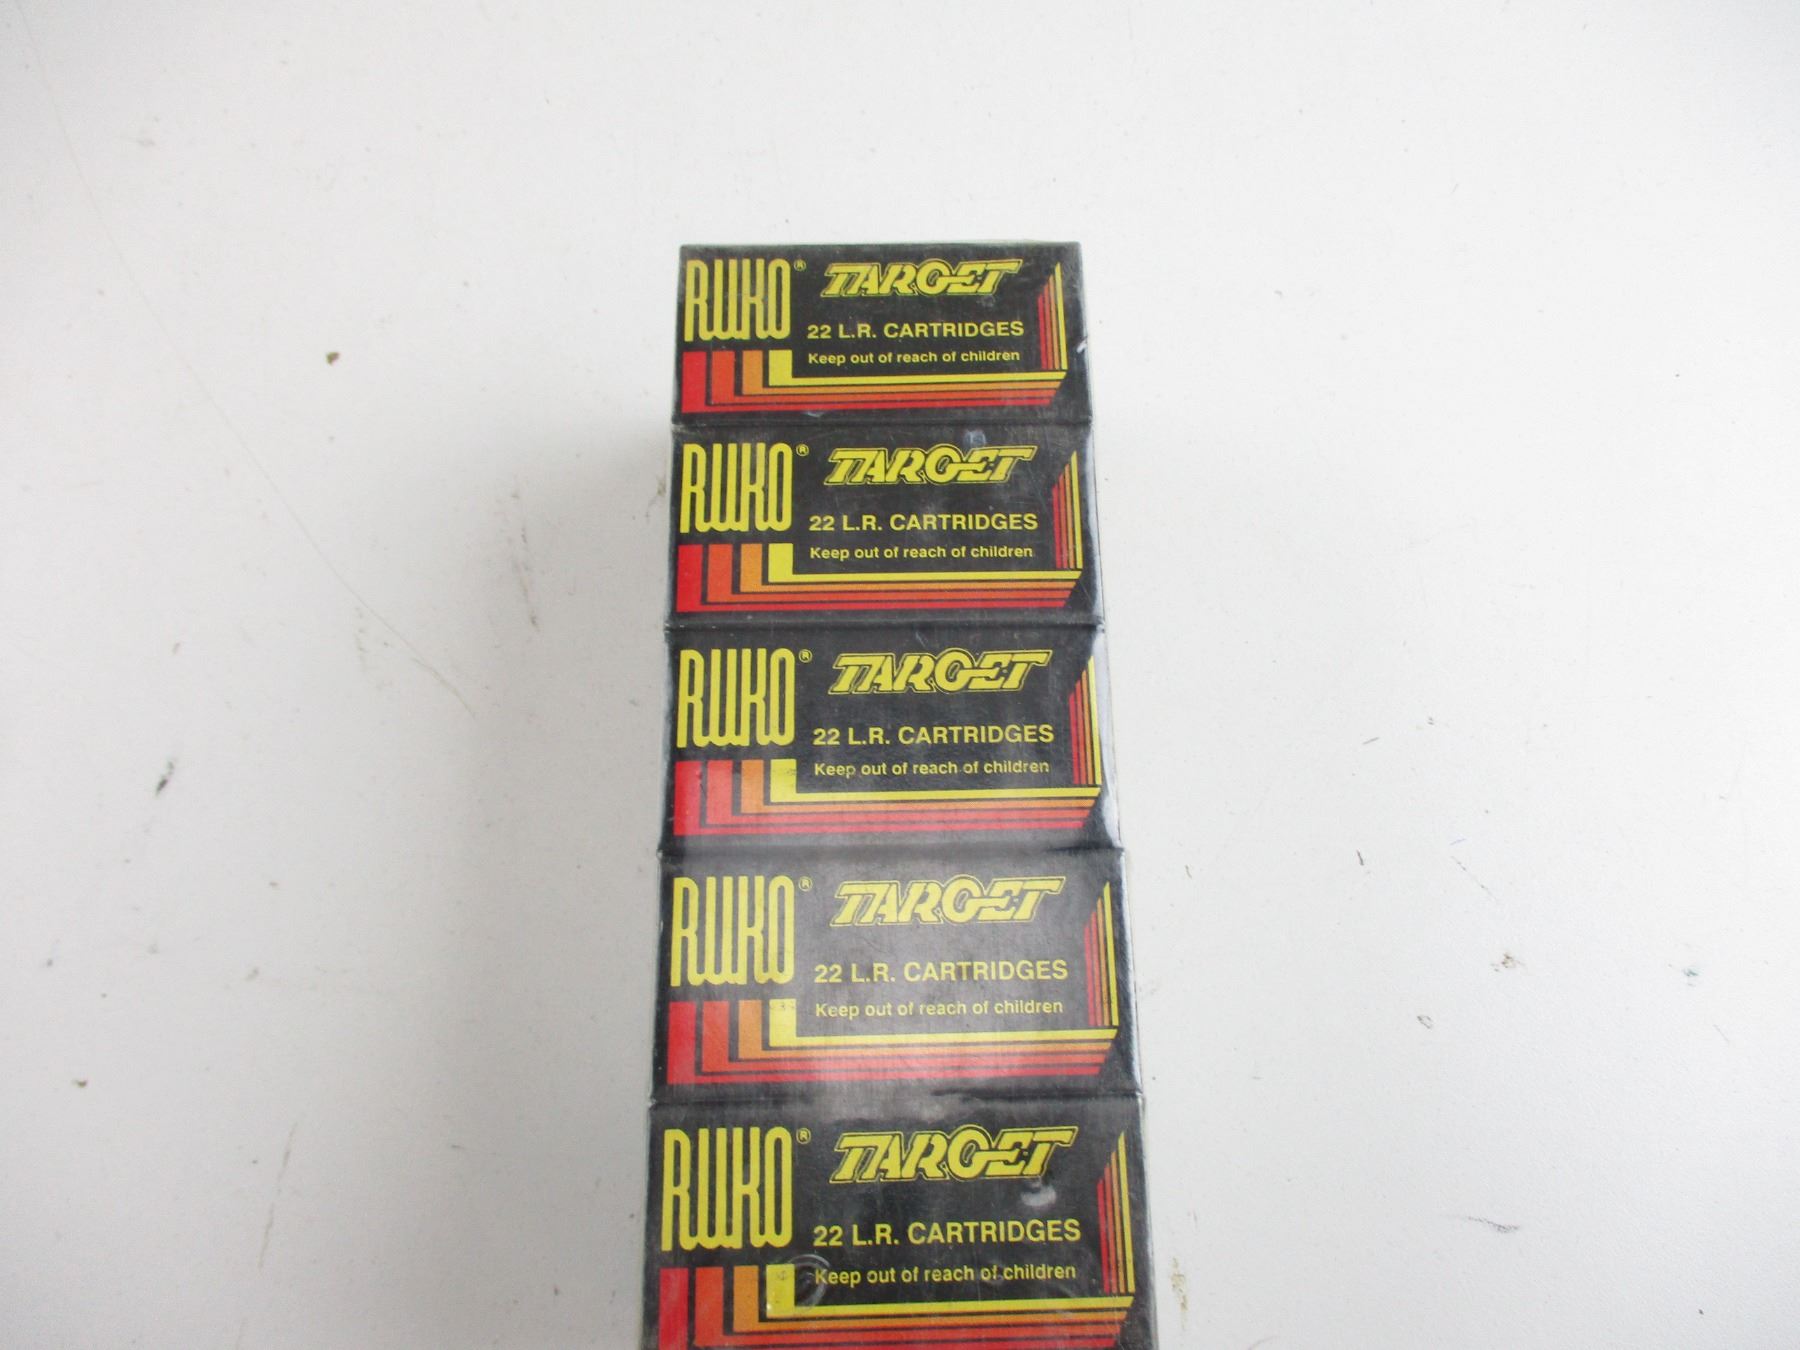 RUKO® TARGET
22 L.R. CARTRIDGES
Keep out of reach of children
RUKO® TARGET
22 L.R. CARTRIDGES
Keep out of reach of children
RUKO® TARGET
22 L.R. CARTRIDGES
Keep out of reach of children
RUKO® TARGET
22 L.R. CARTRIDGES
Keep out of reach of children
RUKO® TARGET
22 L.R. CARTRIDGES
Keep out of reach of children